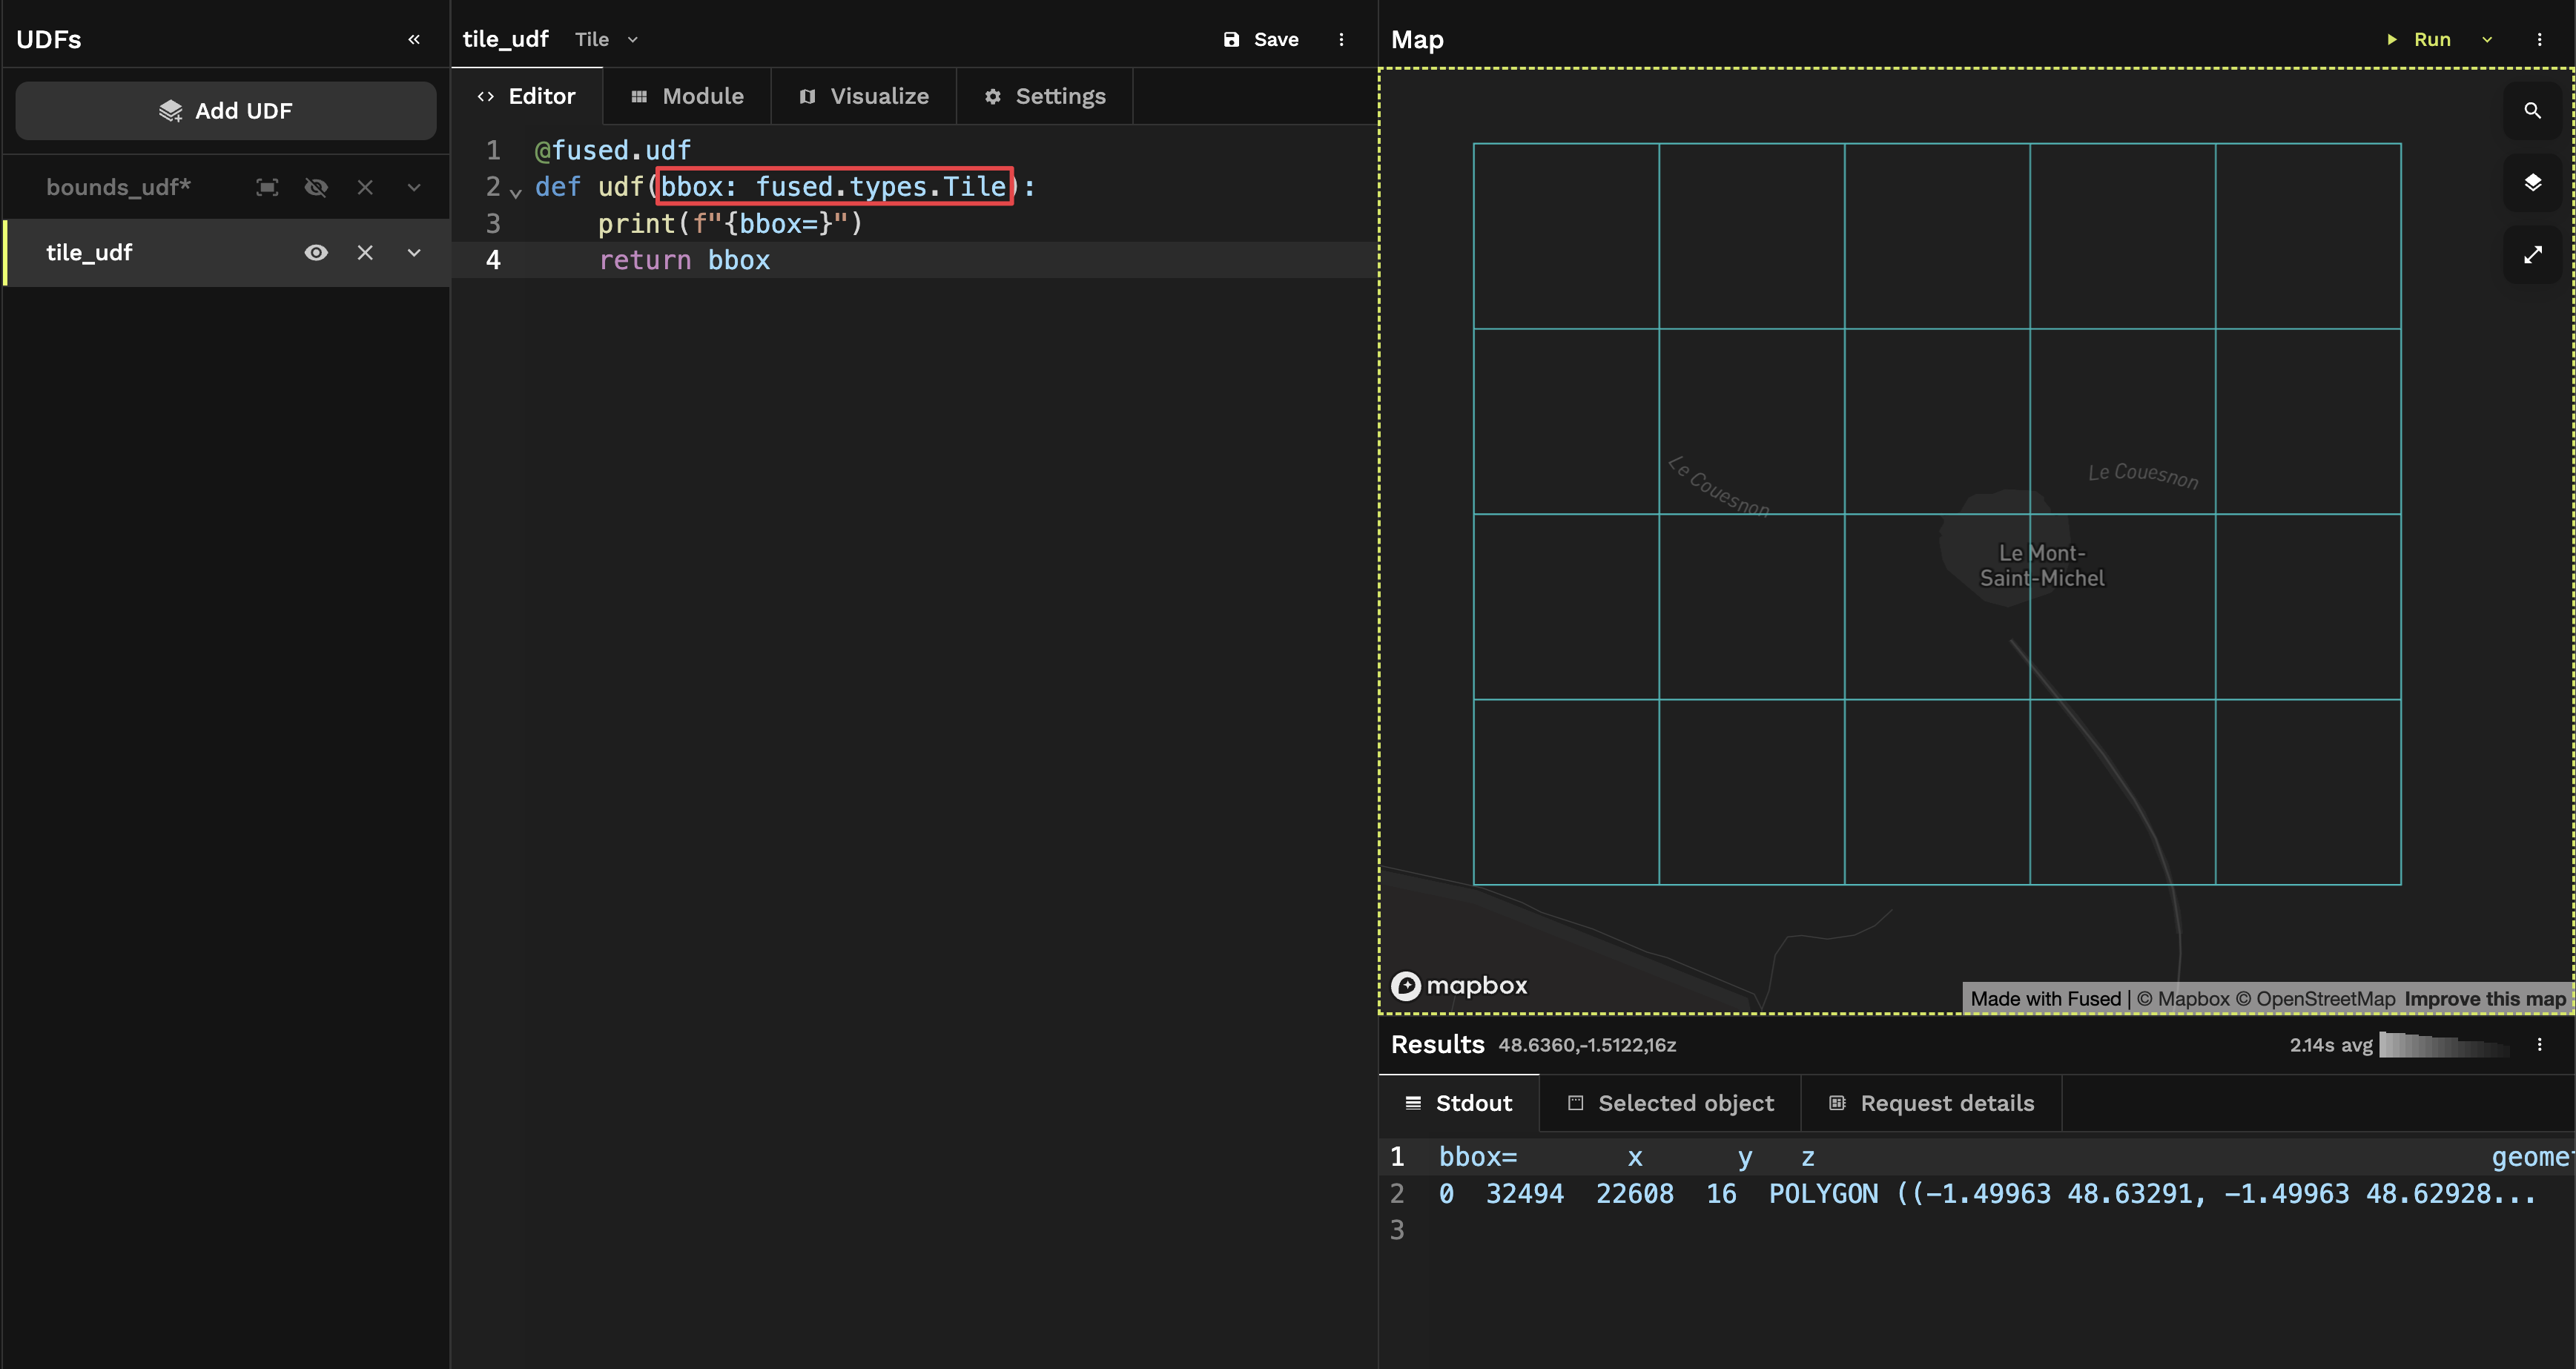 UDFs
Add UDF
bounds_udf*
tile_udf
tile_udf Tile
Save
Editor
Module
Visualize
Settings
1 @fused.udf
2 def udf(bbox: fused.types.Tile):
3 print(f"{bbox=}")
4 return bbox
Map
Run
Le Couesnon
Le Couesnon
Le Mont-
Saint-Michel
mapbox
Made with Fused | © Mapbox © OpenStreetMap Improve this map
Results 48.6360,-1.5122,16z
2.14s avg
Stdout
Selected object
Request details
1 bbox= x y z geome
2 0 32494 22608 16 POLYGON ((-1.49963 48.63291, -1.49963 48.62928...
3